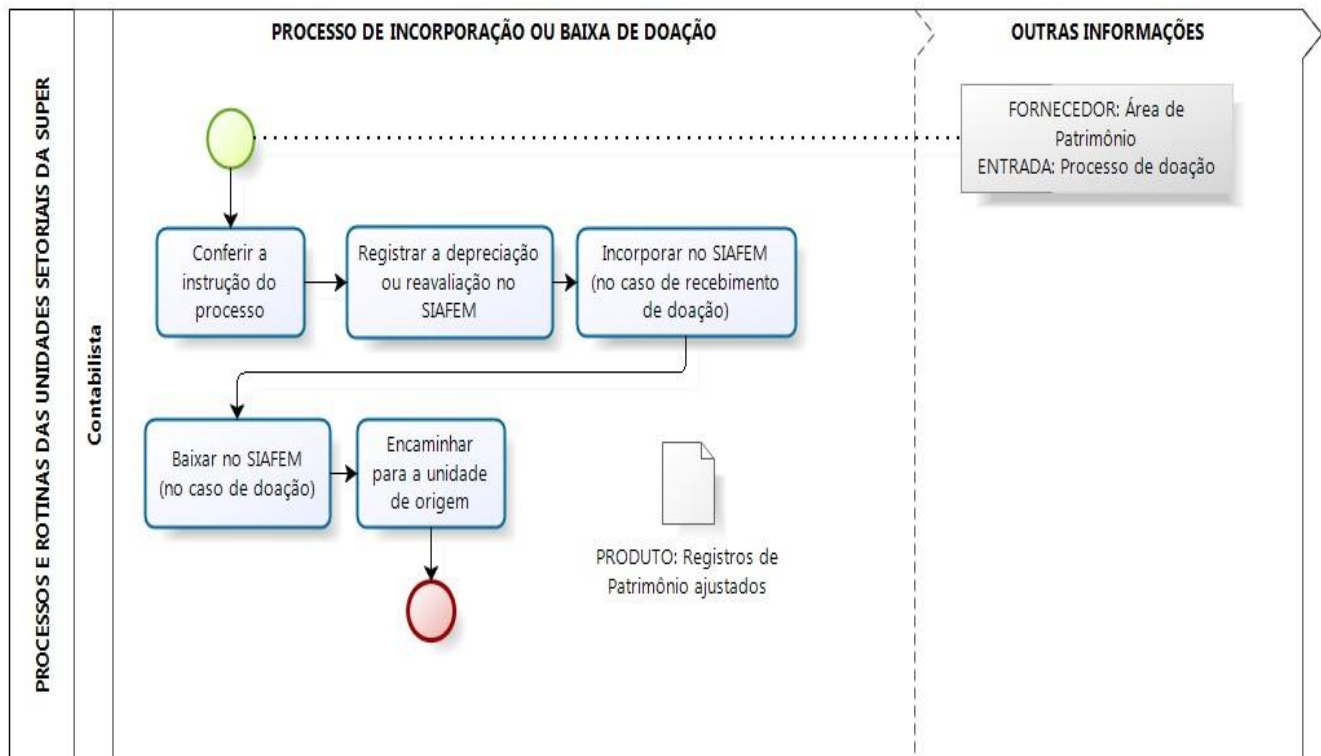 PROCESSO DE INCORPORAÇÃO OU BAIXA DE DOAÇÃO
OUTRAS INFORMAÇÕES
PROCESSOS E ROTINAS DAS UNIDADES SETORIAIS DA SUPER
Contabilista
FORNECEDOR: Área de
Patrimônio
ENTRADA: Processo de doação
Conferir a
instrução do
processo
Registrar a depreciação
ou reavaliação no
SIAFEM
Incorporar no SIAFEM
(no caso de recebimento
de doação)
Baixar no SIAFEM
(no caso de doação)
Encaminhar
para a unidade
de origem
PRODUTO: Registros de
Patrimônio ajustados